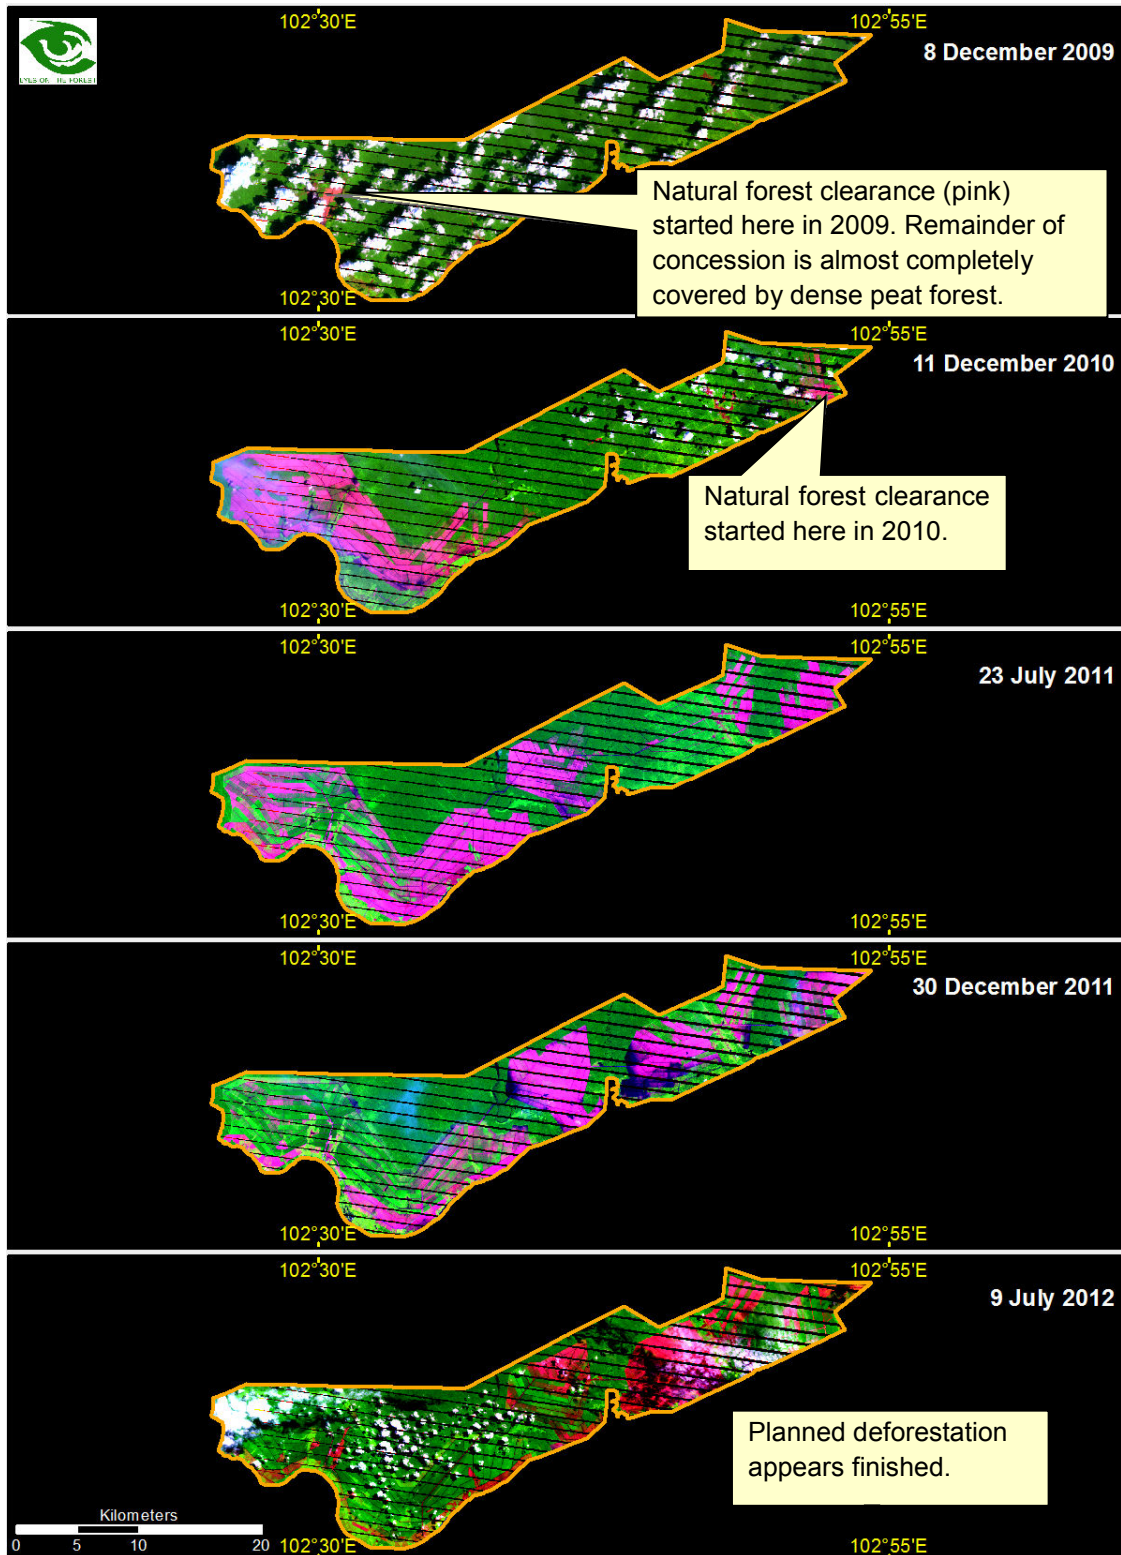 102°30'E
102°55'E
8 December 2009
EYES ON THE FOREST
Natural forest clearance (pink)
started here in 2009. Remainder of
concession is almost completely
covered by dense peat forest.
102°30'E
102°30'E
102°55'E
11 December 2010
Natural forest clearance
started here in 2010.
102°30'E
102°55'E
102°30'E
102°55'E
23 July 2011
102°30'E
102°55'E
102°30'E
102°55'E
30 December 2011
102°30'E
102°55'E
102°30'E
102°55'E
9 July 2012
Planned deforestation
appears finished.
Kilometers
0 5 10 20
102°30'E
102°55'E